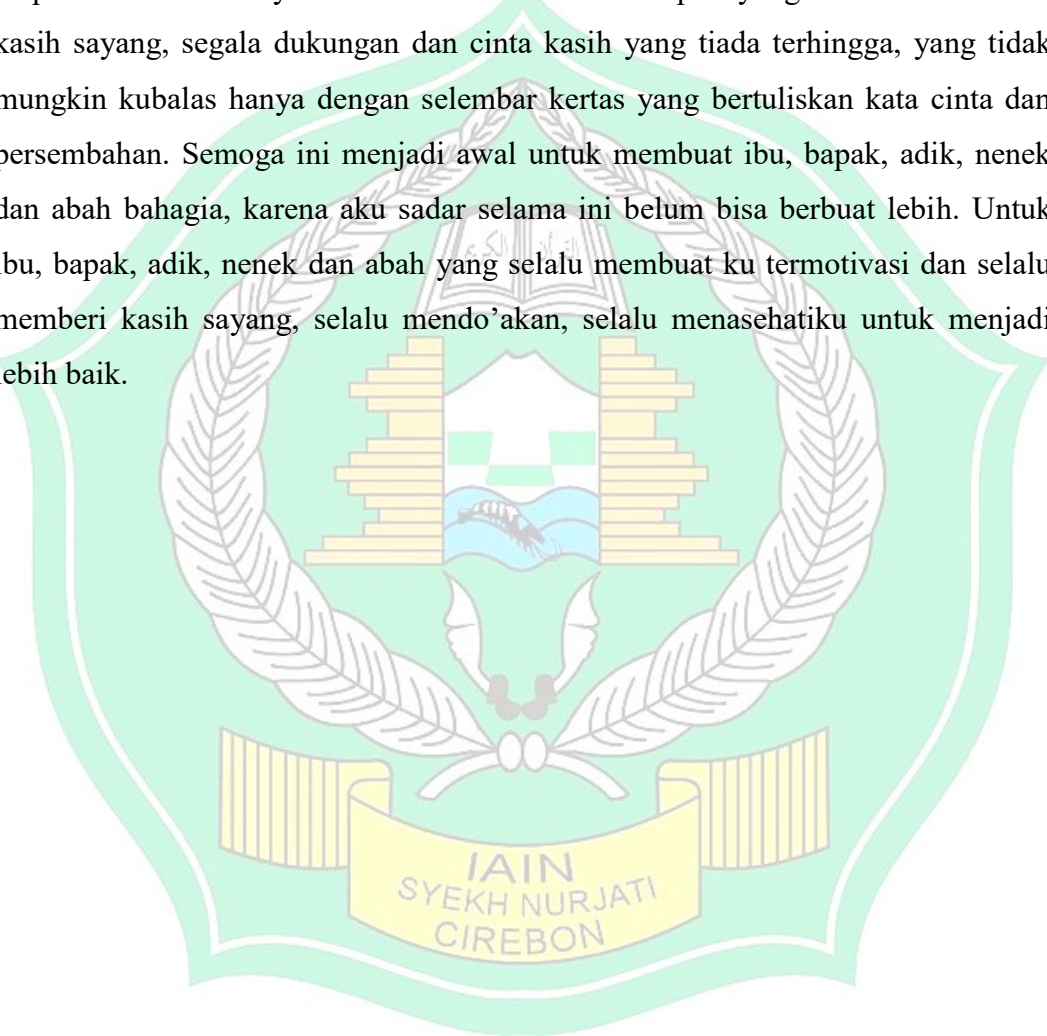 kasih sayang, segala dukungan dan cinta kasih yang tiada terhingga, yang tidak
mungkin kubalas hanya dengan selembar kertas yang bertuliskan kata cinta dan
persembahan. Semoga ini menjadi awal untuk membuat ibu, bapak, adik, nenek
dan abah bahagia, karena aku sadar selama ini belum bisa berbuat lebih. Untuk
ibu, bapak, adik, nenek dan abah yang selalu membuat ku termotivasi dan selalu
memberi kasih sayang, selalu mendo’akan, selalu menasehatiku untuk menjadi
lebih baik.
القرآن الكريم
IAIN
SYEKH NURJATI
CIREBON